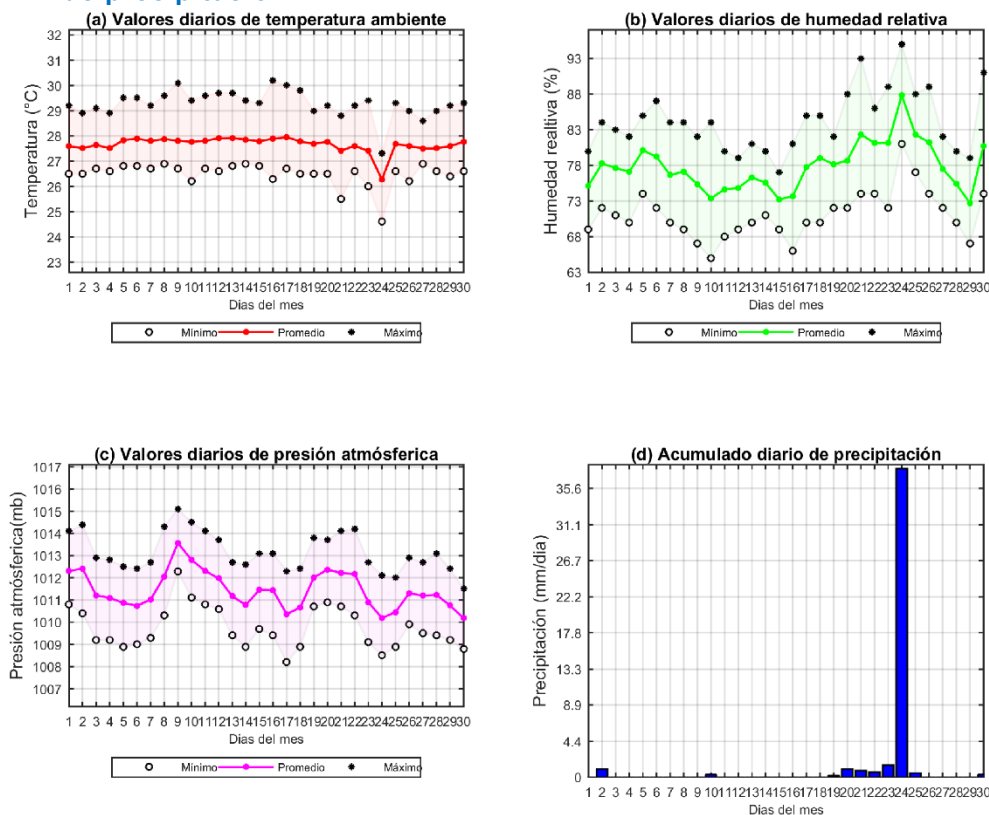 (a) Valores diarios de temperatura ambiente
32
31
30
29
28
27
26
25
24
23
Temperatura (°C)
1 2 3 4 5 6 7 8 9 10 11 12 13 14 15 16 17 18 19 20 21 22 23 24 25 26 27 28 29 30
Dias del mes
Mínimo Promedio Máximo
(b) Valores diarios de humedad relativa
93
88
83
78
73
68
63
Humedad realtiva (%)
1 2 3 4 5 6 7 8 9 10 11 12 13 14 15 16 17 18 19 20 21 22 23 24 25 26 27 28 29 30
Dias del mes
Mínimo Promedio Máximo
(c) Valores diarios de presión atmósferica
1017
1016
1015
1014
1013
1012
1011
1010
1009
1008
1007
Presión atmósferica(mb)
1 2 3 4 5 6 7 8 9 10 11 12 13 14 15 16 17 18 19 20 21 22 23 24 25 26 27 28 29 30
Dias del mes
Mínimo Promedio Máximo
(d) Acumulado diario de precipitación
35.6
31.1
26.7
22.2
17.8
13.3
8.9
4.4
0
Precipitación (mm/dia)
1 2 3 4 5 6 7 8 9 10 11 12 13 14 15 16 17 18 19 20 21 22 23 24 25 26 27 28 29 30
Dias del mes